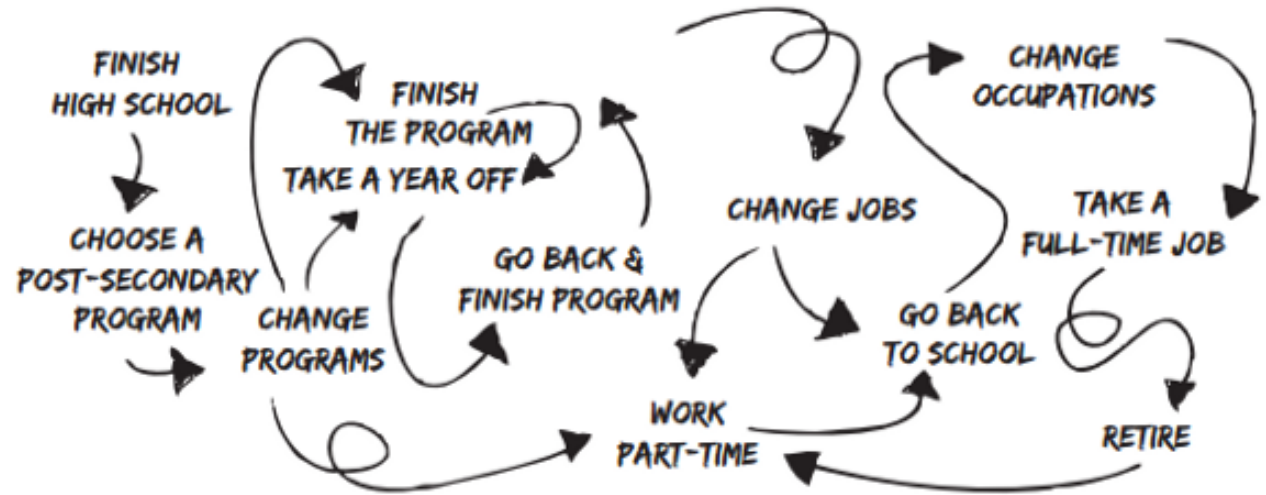 FINISH
HIGH SCHOOL
CHOOSE A
POST-SECONDARY
PROGRAM
CHANGE
PROGRAMS
FINISH
THE PROGRAM
TAKE A YEAR OFF
GO BACK &
FINISH PROGRAM
CHANGE JOBS
WORK
PART-TIME
GO BACK
TO SCHOOL
CHANGE
OCCUPATIONS
TAKE A
FULL-TIME JOB
RETIRE